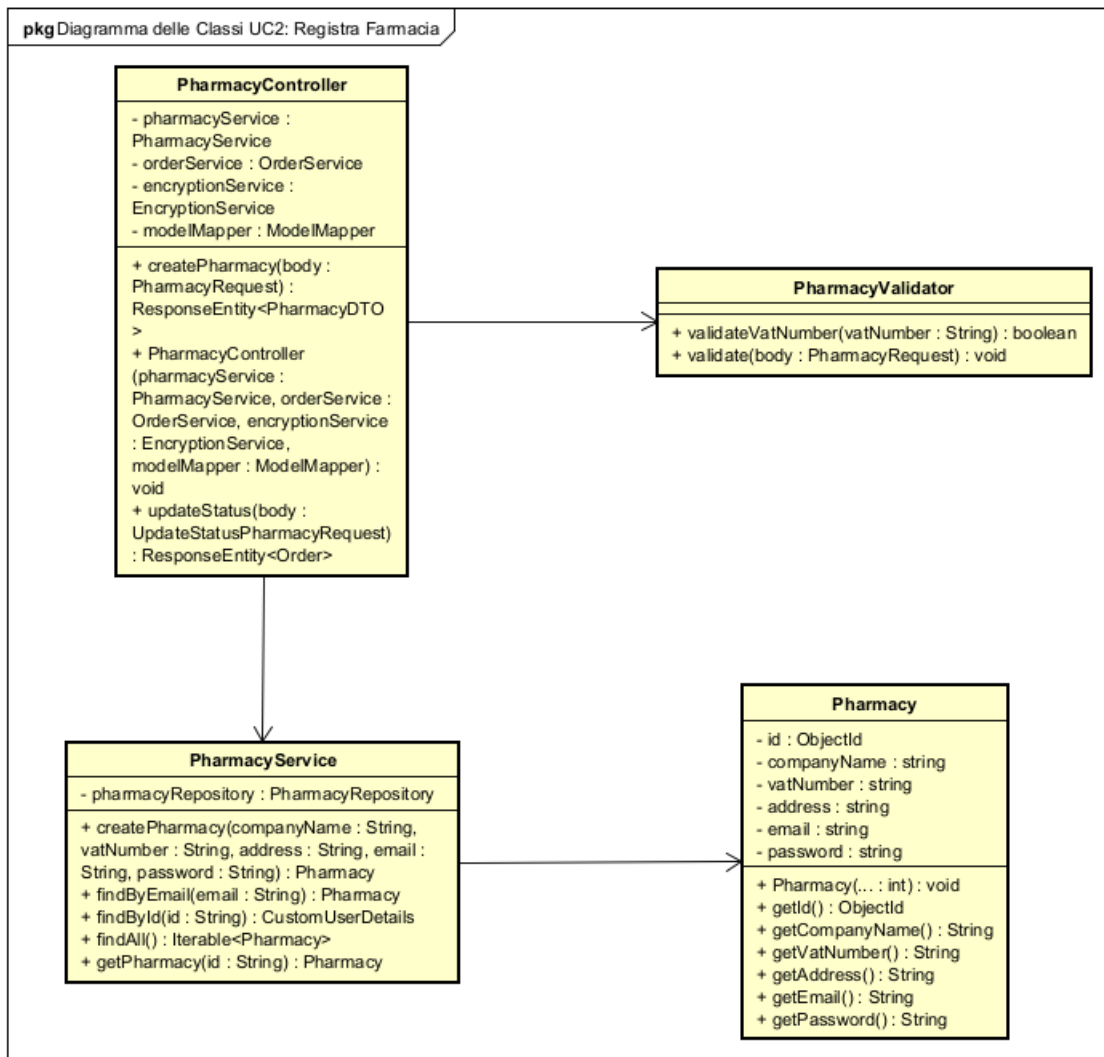 pkg Diagramma delle Classi UC2: Registra Farmacia
PharmacyController
- pharmacyService :
PharmacyService
- orderService : OrderService
- encryptionService :
EncryptionService
- modelMapper : ModelMapper
+ createPharmacy(body :
PharmacyRequest) :
ResponseEntity<PharmacyDTO
>
+ PharmacyController
(pharmacyService :
PharmacyService, orderService :
OrderService, encryptionService
: EncryptionService,
modelMapper : ModelMapper) :
void
+ updateStatus(body :
UpdateStatusPharmacyRequest)
: ResponseEntity<Order>
PharmacyValidator
+ validateVatNumber(vatNumber : String) : boolean
+ validate(body : PharmacyRequest) : void
PharmacyService
- pharmacyRepository : PharmacyRepository
+ createPharmacy(companyName : String,
vatNumber : String, address : String, email :
String, password : String) : Pharmacy
+ findByEmail(email : String) : Pharmacy
+ findById(id : String) : CustomUserDetails
+ findAll() : Iterable<Pharmacy>
+ getPharmacy(id : String) : Pharmacy
Pharmacy
- id : ObjectId
- companyName : string
- vatNumber : string
- address : string
- email : string
- password : string
+ Pharmacy(... : int) : void
+ getId() : ObjectId
+ getCompanyName() : String
+ getVatNumber() : String
+ getAddress() : String
+ getEmail() : String
+ getPassword() : String